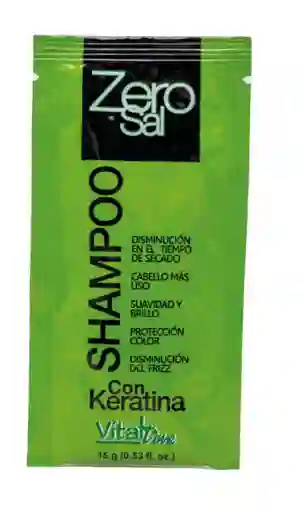 Zero
Sal
SHAMPOO
DISMINUCIÓN
EN EL TIEMPO
DE SECADO
CABELLO MÁS
LISO
SUAVIDAD Y
BRILLO
PROTECCIÓN
COLOR
DISMINUCIÓN
DEL FRIZZ
Con
Keratina
Vital
15 g (0.53 fl. oz.)